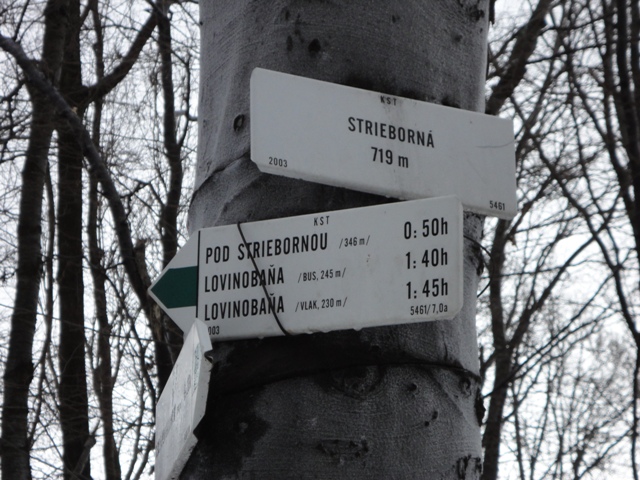 KST
STRIEBORNÁ
719 m
2003 5461
KST
POD STRIEBORNOU /346 m/ 0:50h
LOVINOBAŇA /BUS, 245 m/ 1:40h
LOVINOBAŇA /VLAK, 230 m/ 1:45h
003 5461/7,0a